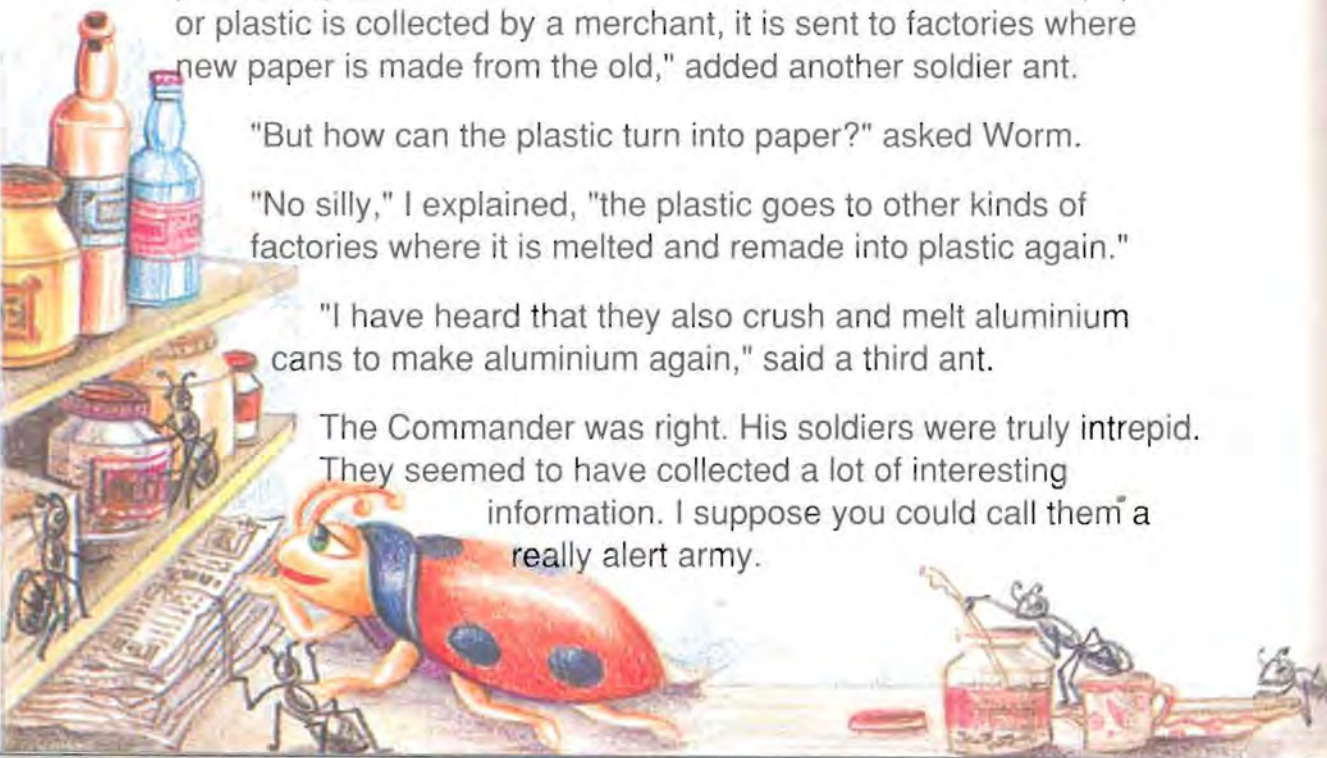 or plastic is collected by a merchant, it is sent to factories where
new paper is made from the old," added another soldier ant.
"But how can the plastic turn into paper?" asked Worm.
"No silly," I explained, "the plastic goes to other kinds of
factories where it is melted and remade into plastic again."
"I have heard that they also crush and melt aluminium
cans to make aluminium again," said a third ant.
The Commander was right. His soldiers were truly intrepid.
They seemed to have collected a lot of interesting
information. I suppose you could call them a
really alert army.